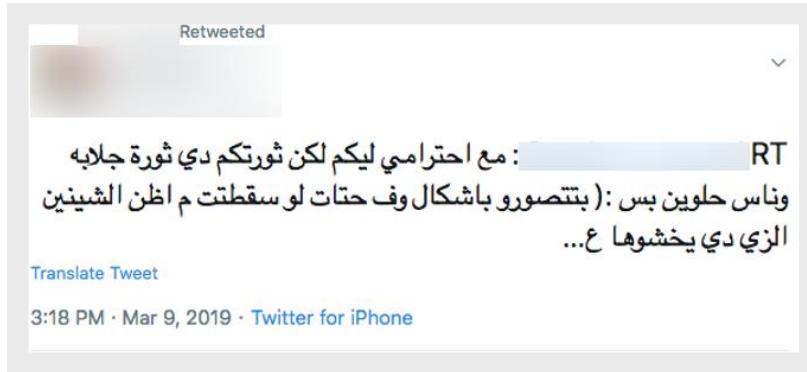 Retweeted
RT : مع احترامي ليكم لكن ثورتكم دي ثورة جلابه
وناس حلوين بس :( بتتصورو باشكال وف حتات لو سقطتت م اظن الشينين
الزي دي يخشوها ع...
Translate Tweet
3:18 PM · Mar 9, 2019 · Twitter for iPhone